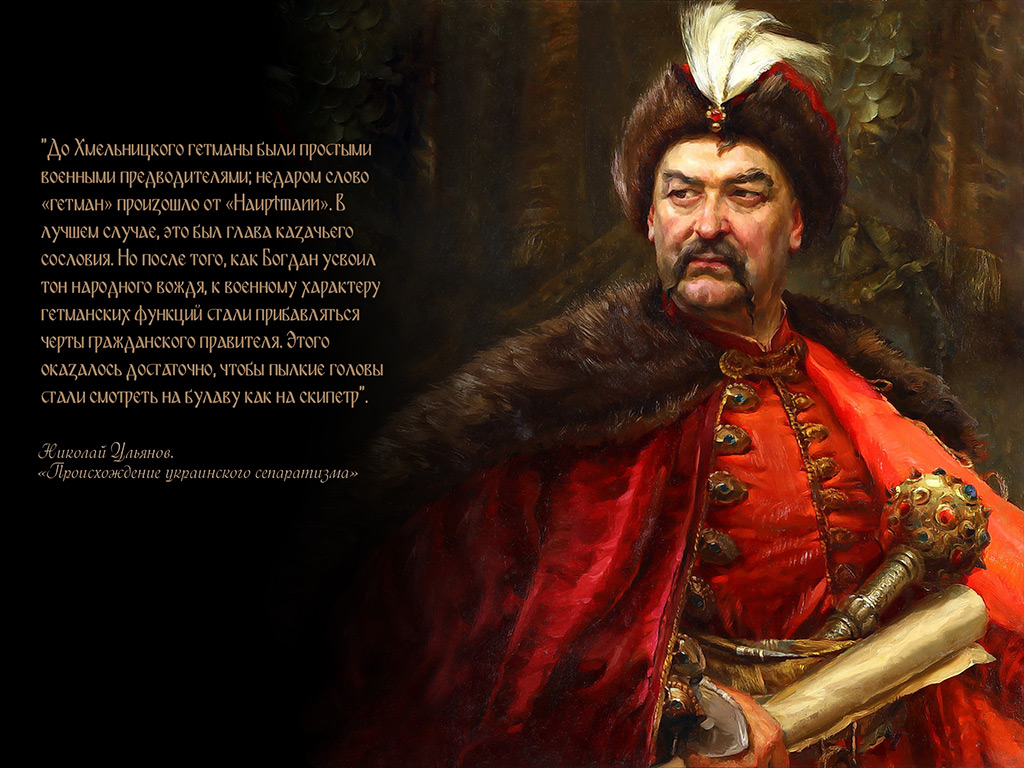 "До Хмельницкого гетманы были простыми
военными предводителями; недаром слово
«гетман» произошло от «Hauptmann». В
лучшем случае, это был глава казачьего
сословия. Но после того, как Богдан усвоил
тон народного вождя, к военному характеру
гетманских функций стали прибавляться
черты гражданского правителя. Этого
оказалось достаточно, чтобы пылкие головы
стали смотреть на булаву как на скипетр".
Николай Ульянов.
«Происхождение украинского сепаратизма»